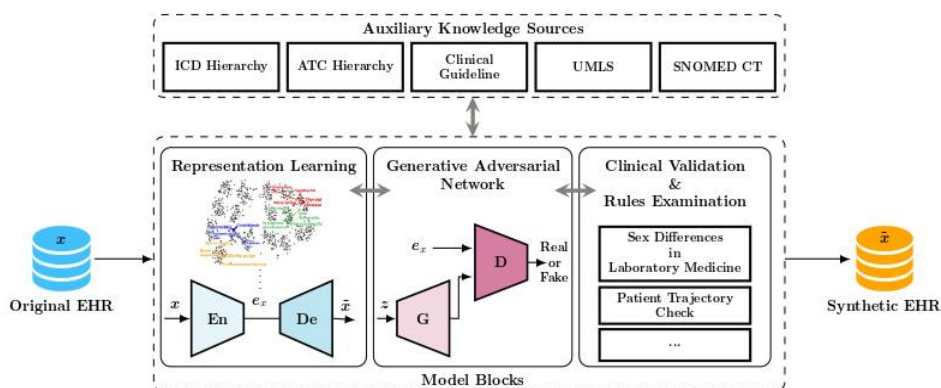 Auxiliary Knowledge Sources
ICD Hierarchy
ATC Hierarchy
Clinical
Guideline
UMLS
SNOMED CT
x
Original EHR
Representation Learning
x
En
e_x
De
x̃
Generative Adversarial
Network
e_x
D
Real
or
Fake
z
G
Clinical Validation
&
Rules Examination
Sex Differences
in
Laboratory Medicine
Patient Trajectory
Check
...
x̃
Synthetic EHR
Model Blocks